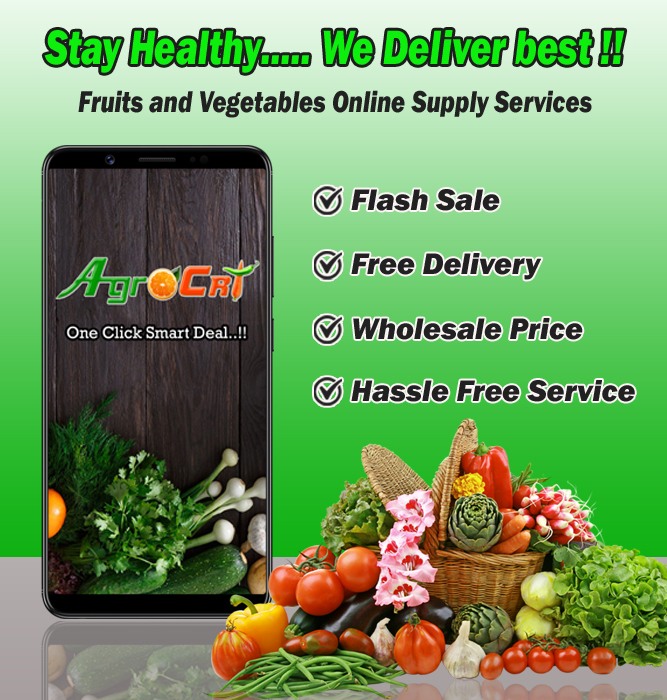 Stay Healthy..... We Deliver best !!
Fruits and Vegetables Online Supply Services
AgroCrt
One Click Smart Deal..!!
Flash Sale
Free Delivery
Wholesale Price
Hassle Free Service